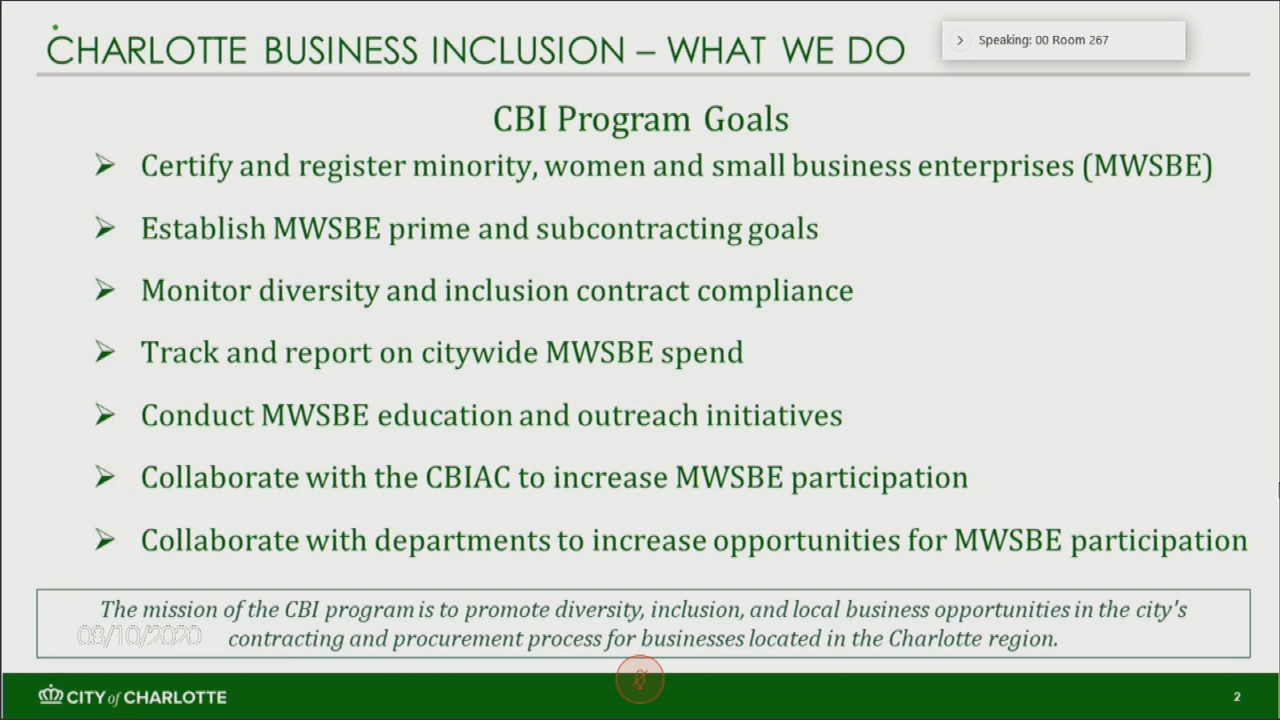 CHARLOTTE BUSINESS INCLUSION – WHAT WE DO
Speaking: 00 Room 267
CBI Program Goals
➢ Certify and register minority, women and small business enterprises (MWSBE)
➢ Establish MWSBE prime and subcontracting goals
➢ Monitor diversity and inclusion contract compliance
➢ Track and report on citywide MWSBE spend
➢ Conduct MWSBE education and outreach initiatives
➢ Collaborate with the CBIAC to increase MWSBE participation
➢ Collaborate with departments to increase opportunities for MWSBE participation
The mission of the CBI program is to promote diversity, inclusion, and local business opportunities in the city's
contracting and procurement process for businesses located in the Charlotte region.
03/10/2020
CITY of CHARLOTTE
2